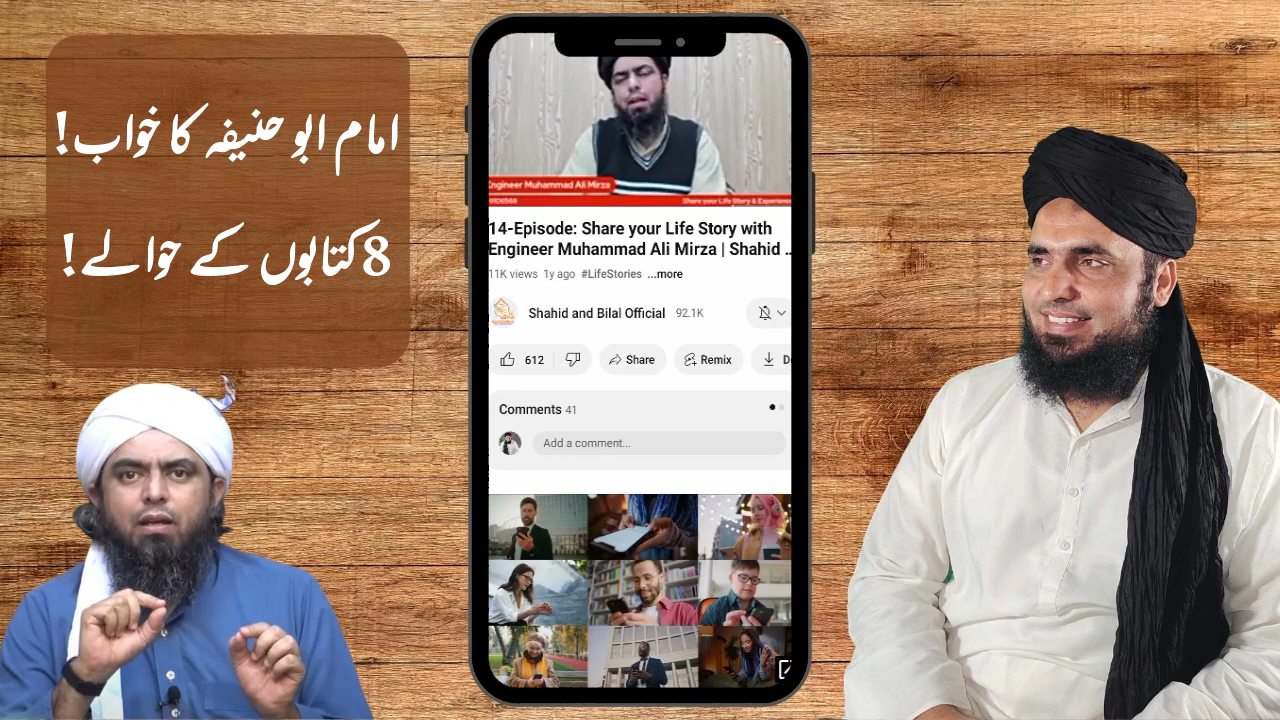 امام ابو حنیفہ کا خواب!
8 کتابوں کے حوالے!
Engineer Muhammad Ali Mirza
Share your Life Story & Experience
14-Episode: Share your Life Story with
Engineer Muhammad Ali Mirza | Shahid ..
11K views 1y ago #LifeStories ...more
Shahid and Bilal Official 92.1K
612 Share Remix D
Comments 41
Add a comment...